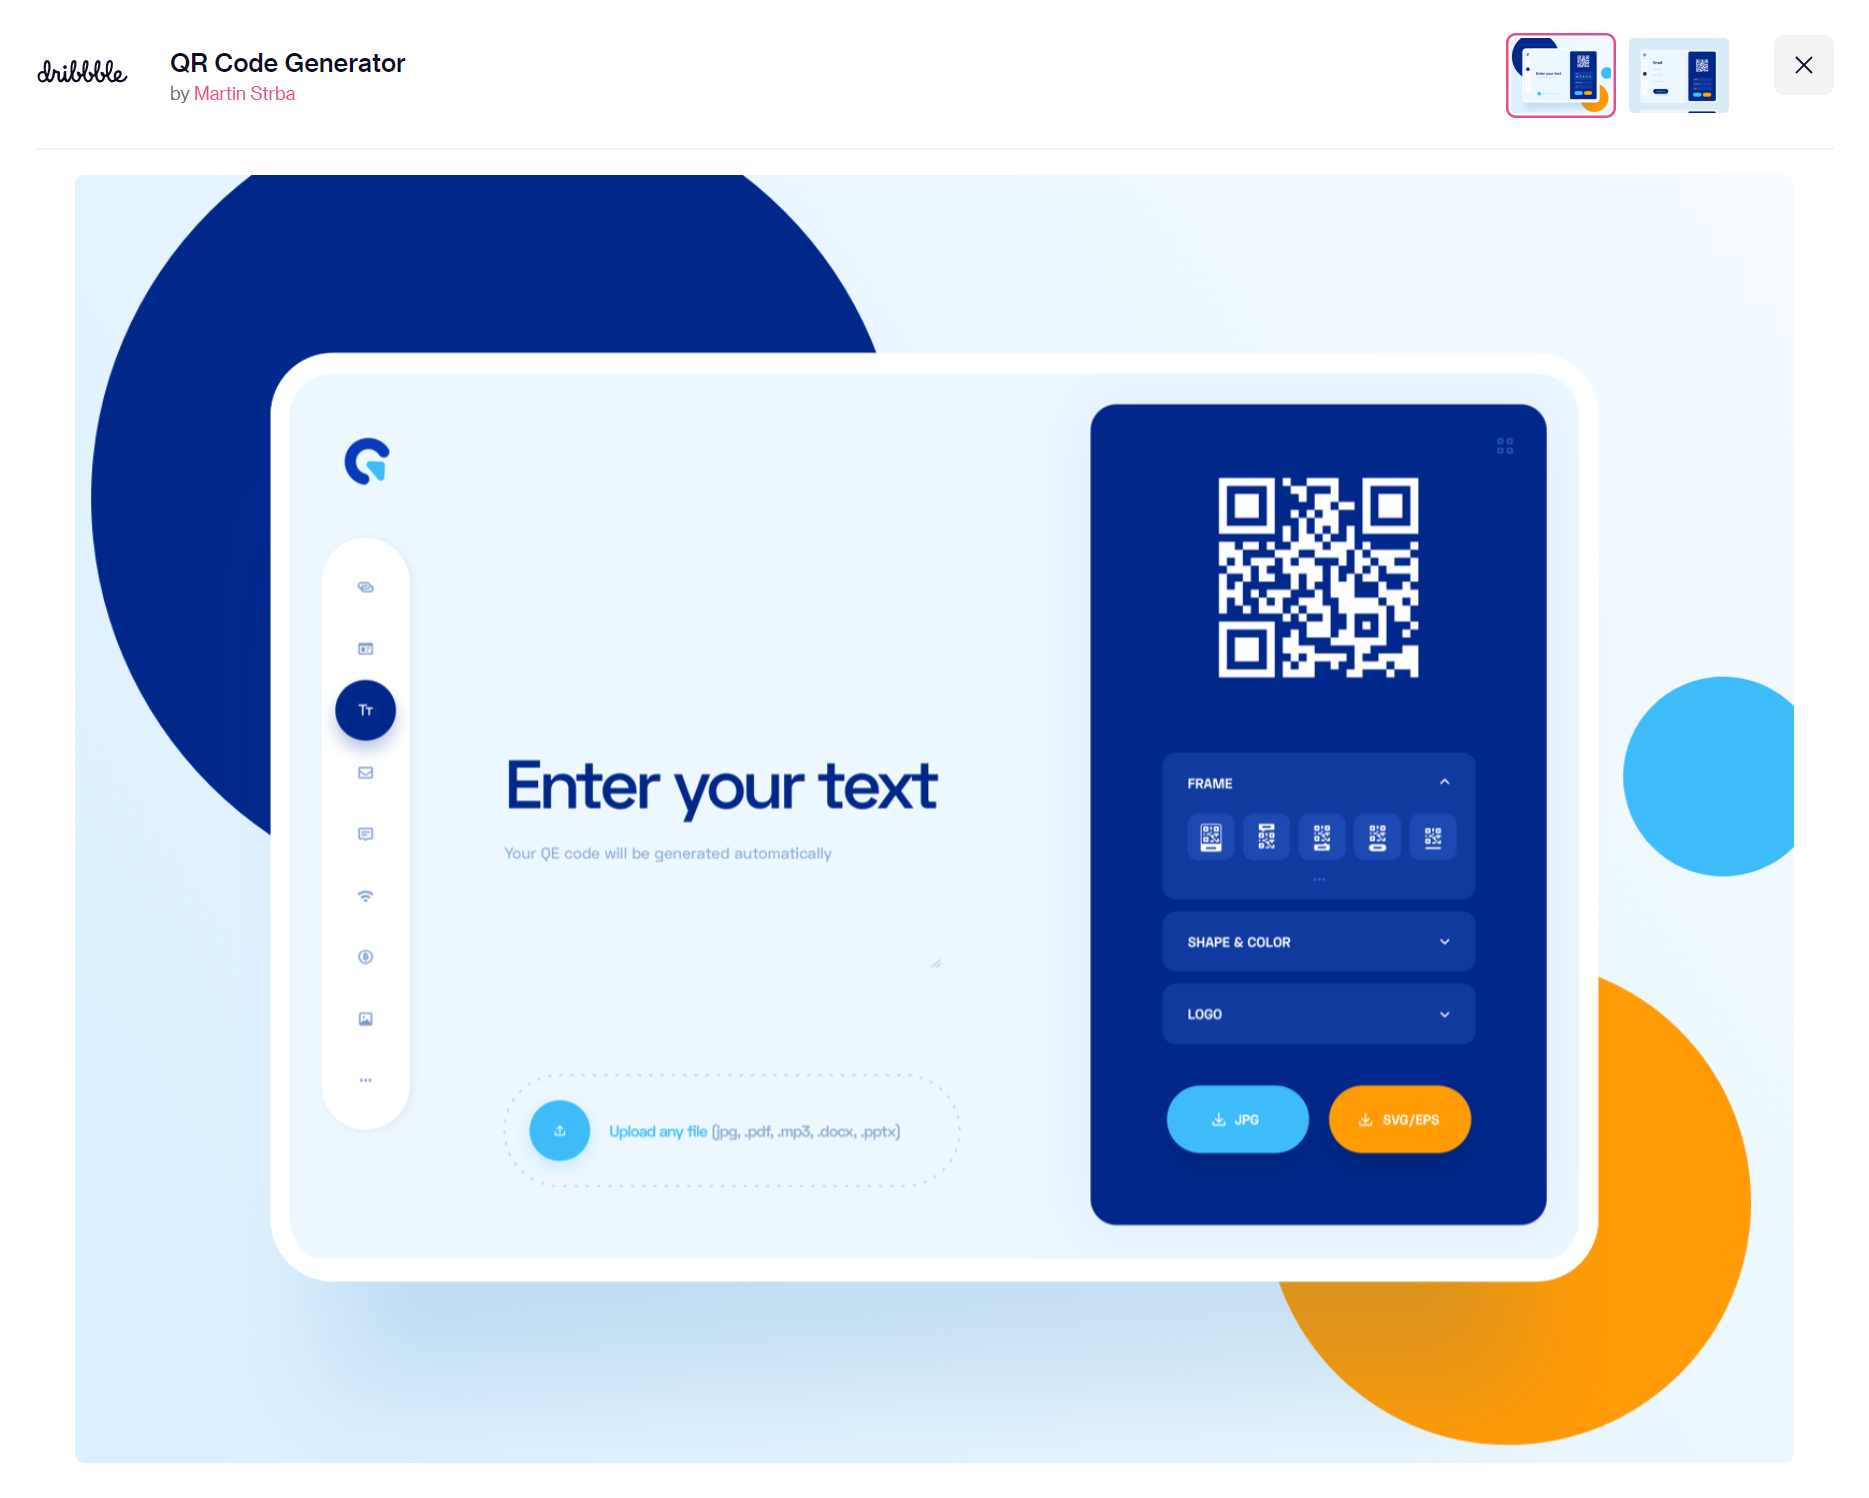 dribbble
QR Code Generator
by Martin Strba
Tт
Enter your text
Your QE code will be generated automatically
Upload any file (jpg, .pdf, .mp3, .docx, .pptx)
FRAME
SHAPE & COLOR
LOGO
JPG
SVG/EPS